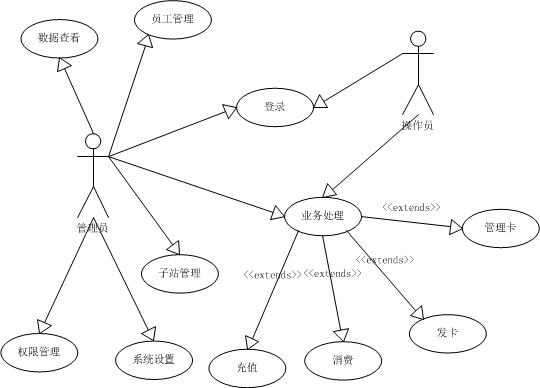 员工管理
数据查看
登录
操作员
管理员
业务处理
<<extends>>
管理卡
子站管理
<<extends>>
<<extends>>
<<extends>>
发卡
权限管理
系统设置
充值
消费